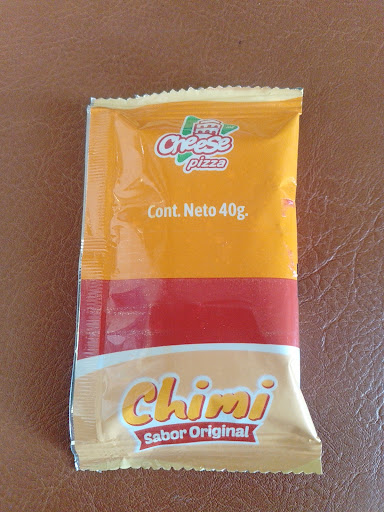 Cheese
pizza
Cont. Neto 40g.
Chimi
Sabor Original